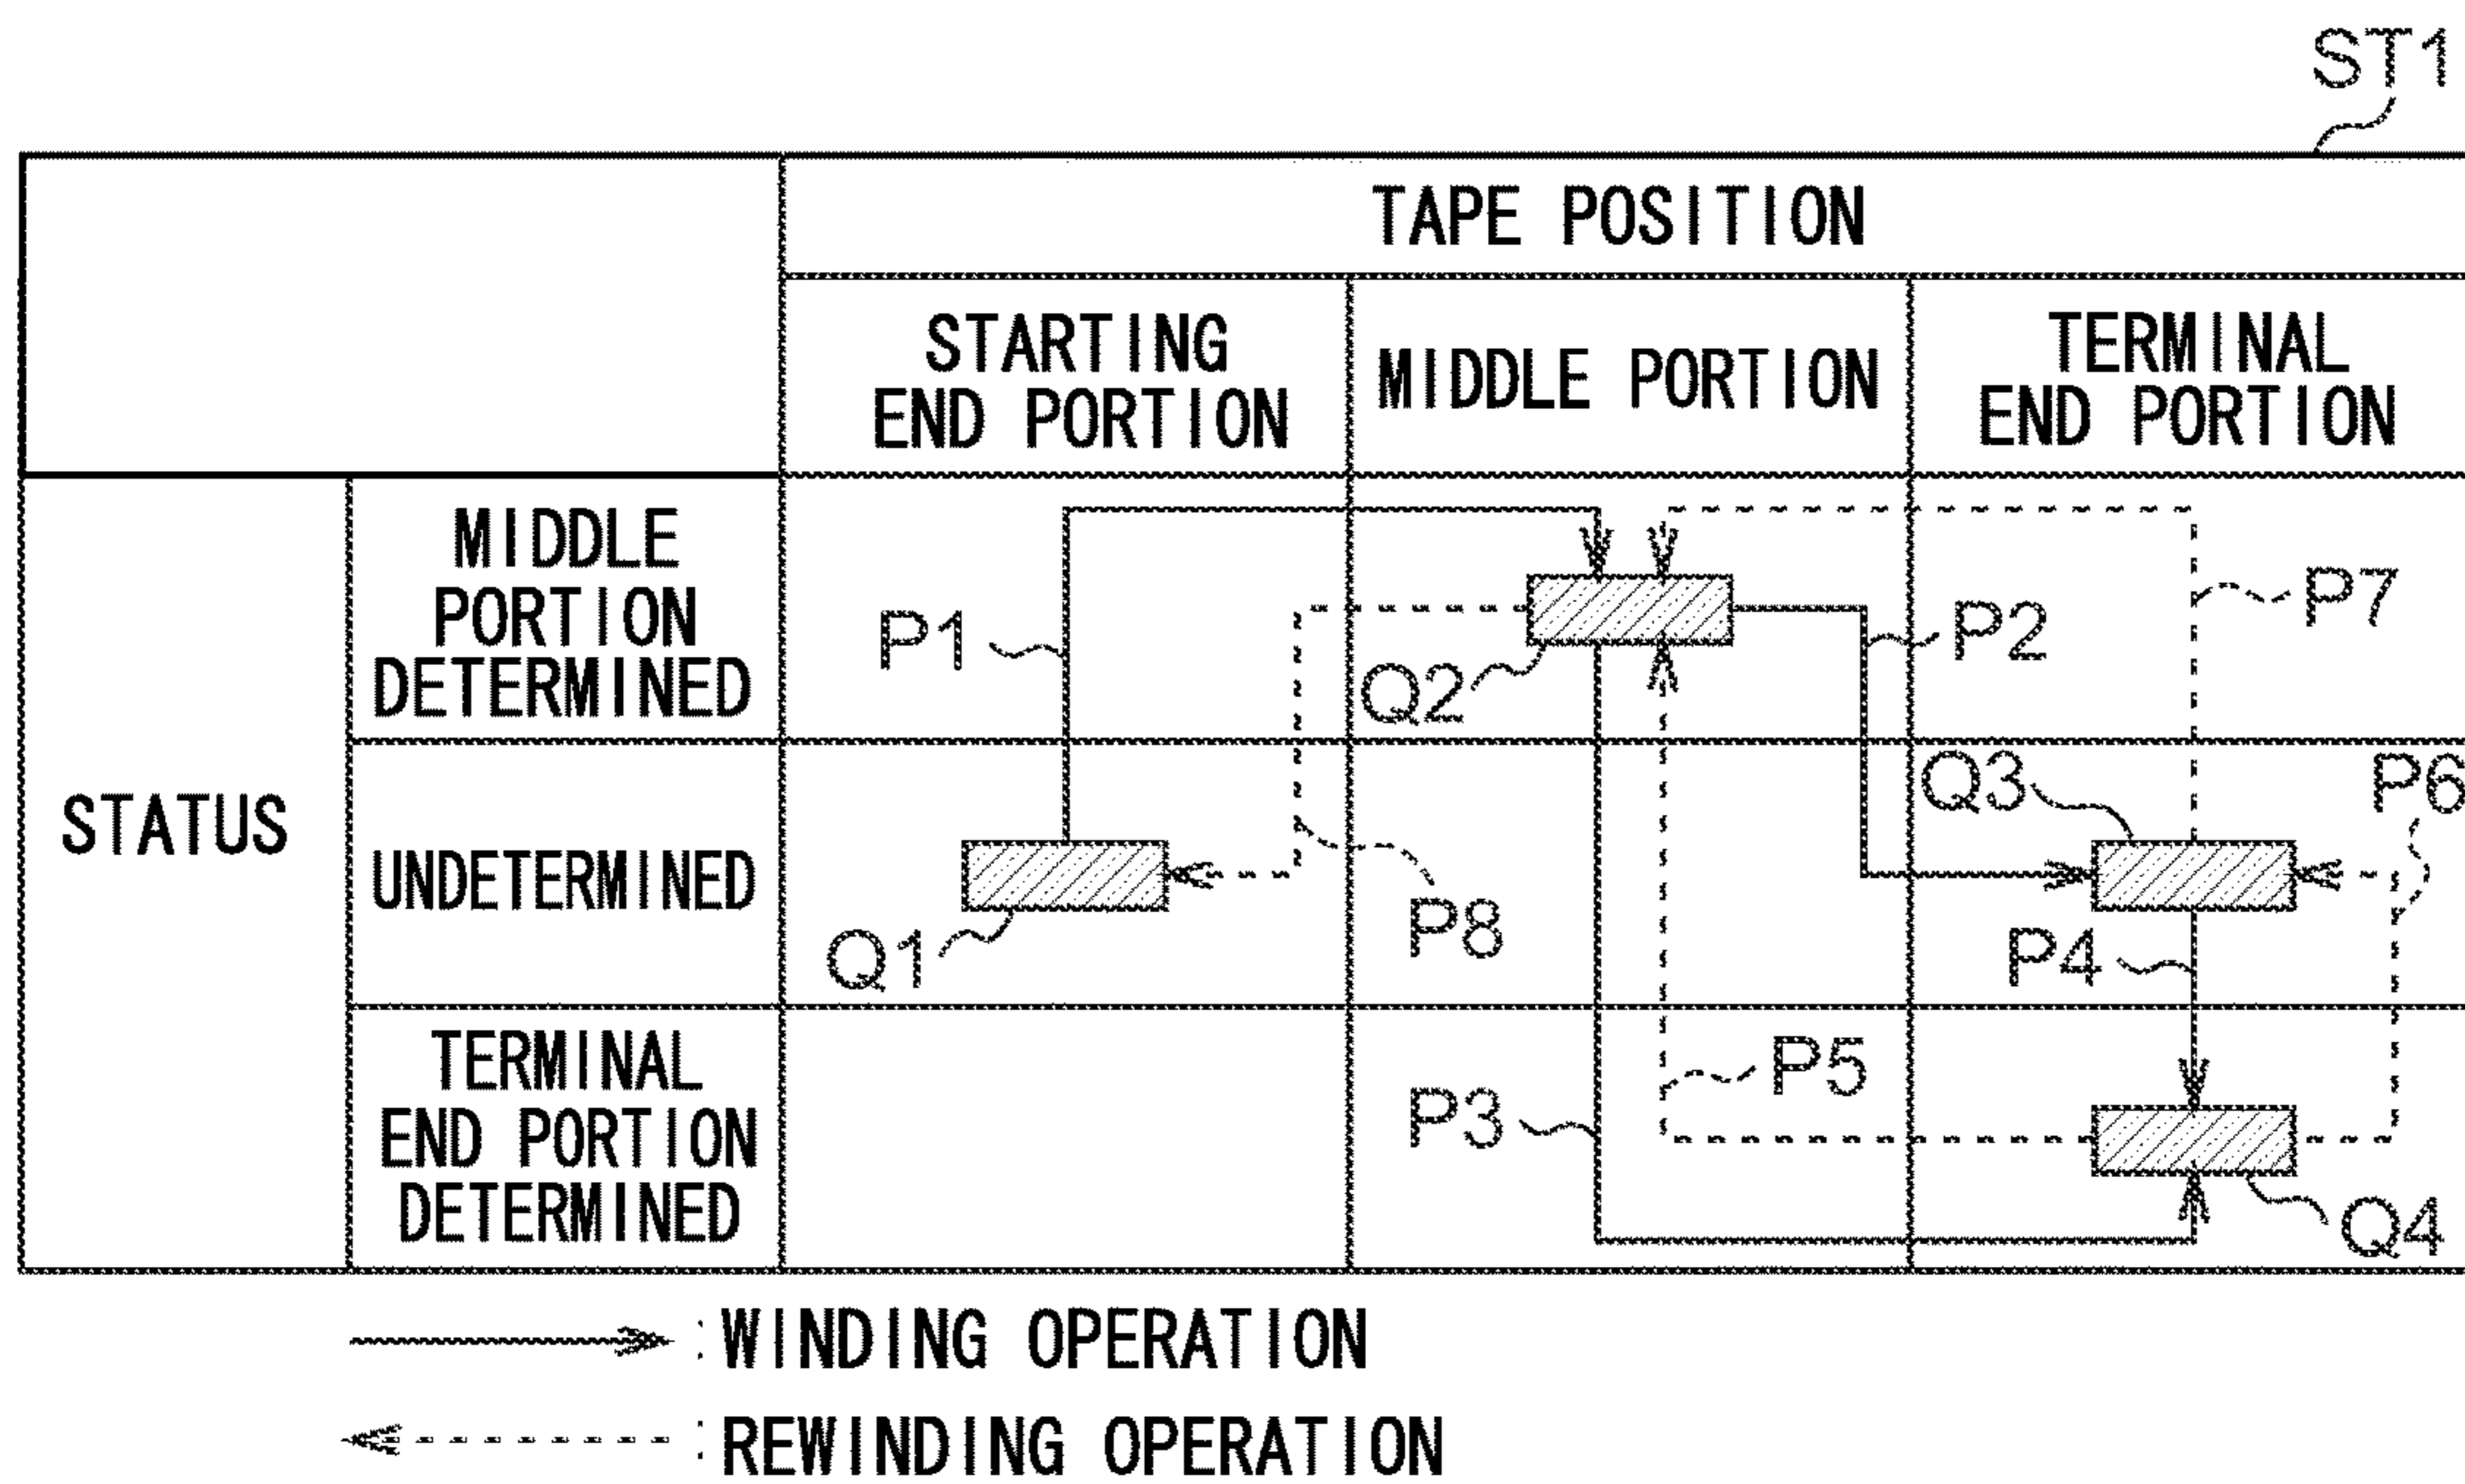 ST1
TAPE POSITION
STARTING
END PORTION
MIDDLE PORTION
TERMINAL
END PORTION
STATUS
MIDDLE
PORTION
DETERMINED
P1
Q2
P2
P7
UNDETERMINED
Q1
P8
Q3
P6
P4
TERMINAL
END PORTION
DETERMINED
P3
P5
Q4
: WINDING OPERATION
: REWINDING OPERATION